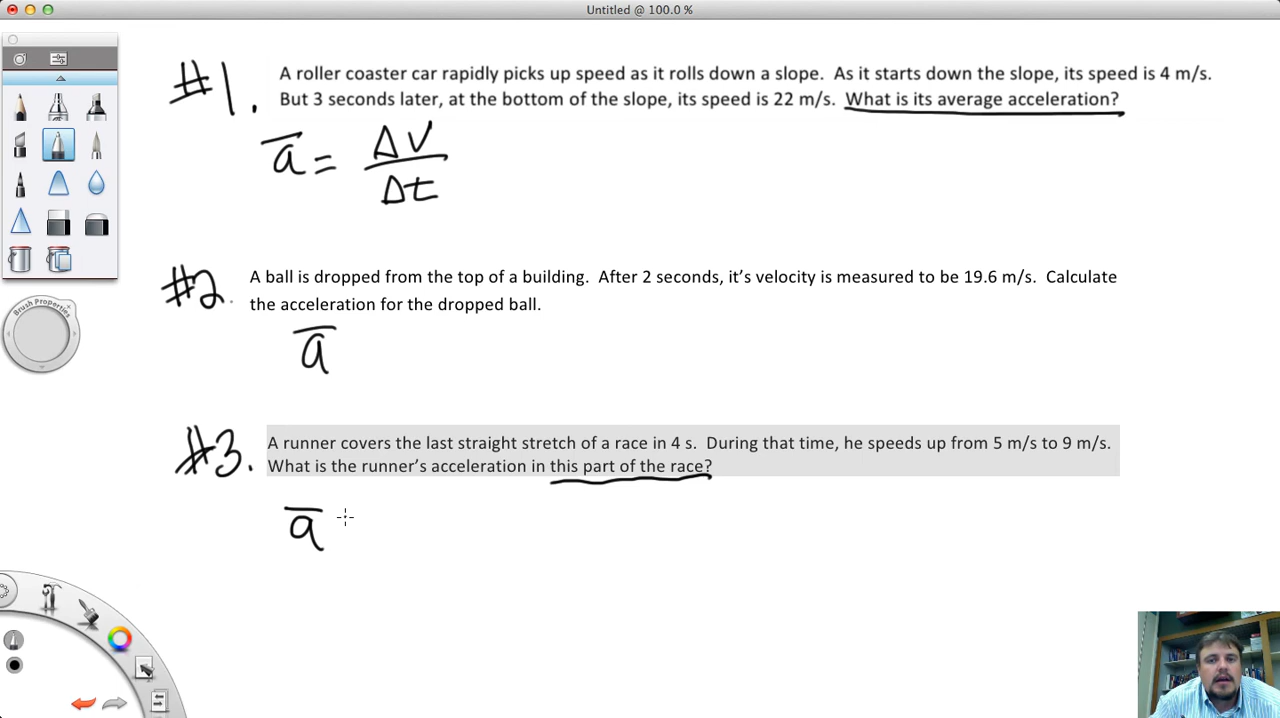 Untitled @ 100.0 %
#1. A roller coaster car rapidly picks up speed as it rolls down a slope. As it starts down the slope, its speed is 4 m/s.
But 3 seconds later, at the bottom of the slope, its speed is 22 m/s. What is its average acceleration?
a̅ = ΔV
Δt
#2. A ball is dropped from the top of a building. After 2 seconds, it’s velocity is measured to be 19.6 m/s. Calculate
the acceleration for the dropped ball.
a̅
#3. A runner covers the last straight stretch of a race in 4 s. During that time, he speeds up from 5 m/s to 9 m/s.
What is the runner’s acceleration in this part of the race?
a̅
Brush Properties